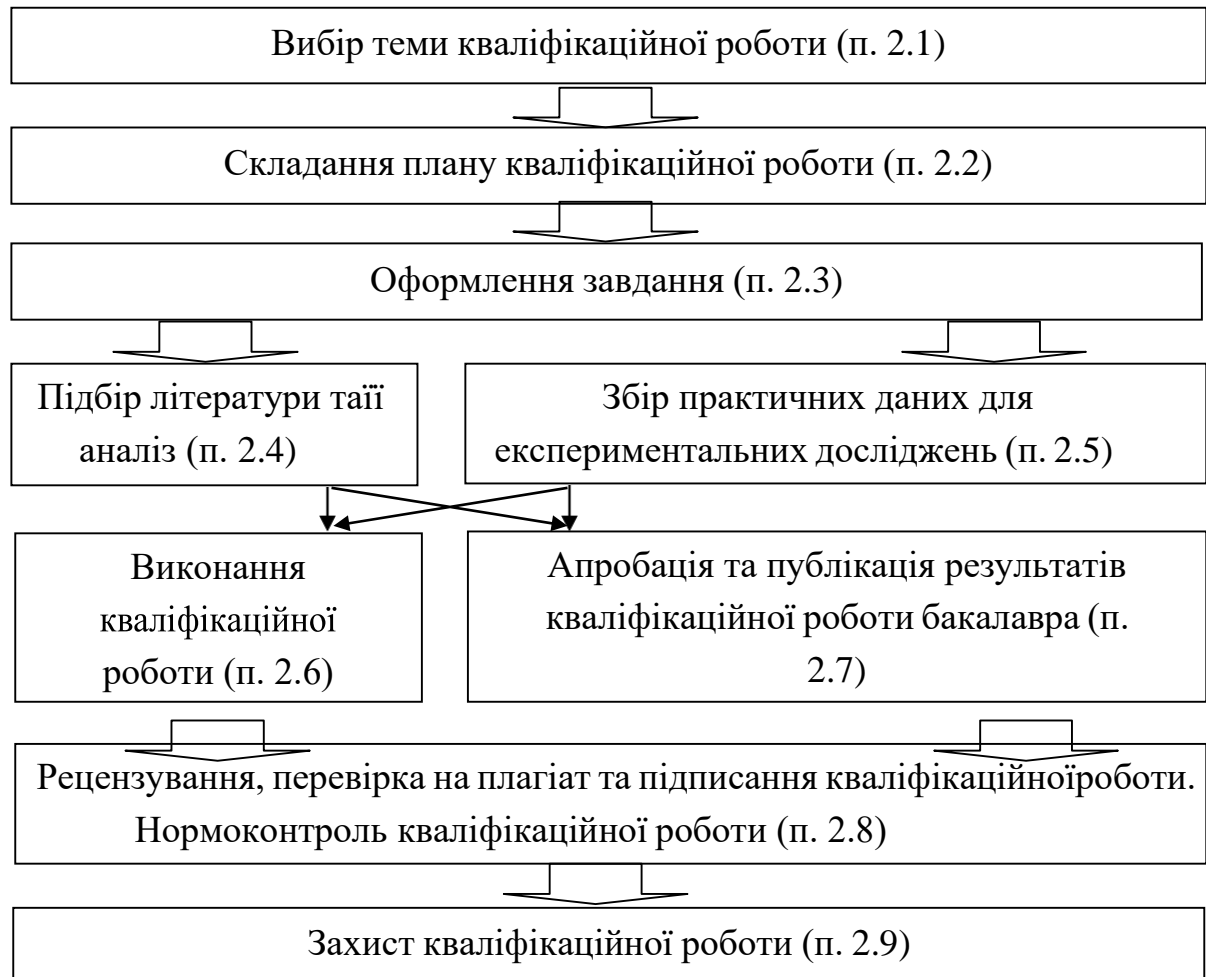 Вибір теми кваліфікаційної роботи (п. 2.1)
Складання плану кваліфікаційної роботи (п. 2.2)
Оформлення завдання (п. 2.3)
Підбір літератури таїї
аналіз (п. 2.4)
Збір практичних даних для
експериментальних досліджень (п. 2.5)
Виконання
кваліфікаційної
роботи (п. 2.6)
Апробація та публікація результатів
кваліфікаційної роботи бакалавра (п.
2.7)
Рецензування, перевірка на плагіат та підписання кваліфікаційноїроботи.
Нормоконтроль кваліфікаційної роботи (п. 2.8)
Захист кваліфікаційної роботи (п. 2.9)